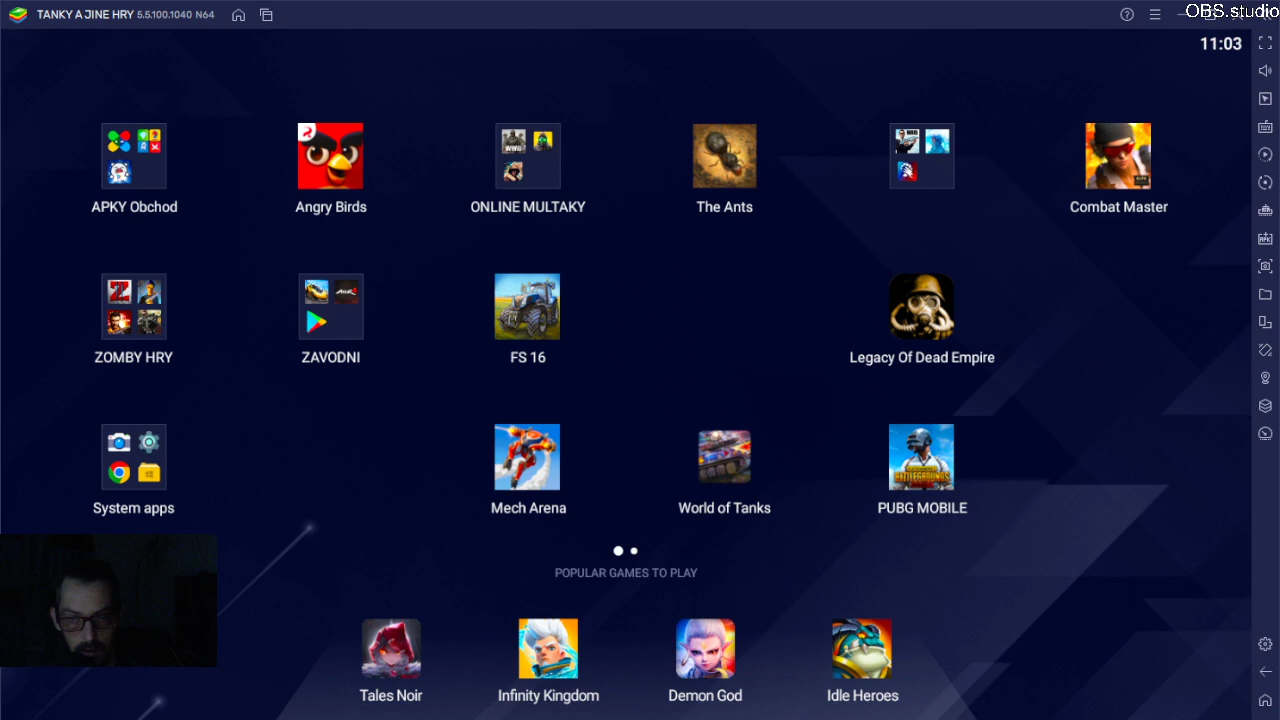 TANKY A JINE HRY 5.5.100.1040 N64
OBS.studio
11:03
APKY Obchod
Angry Birds
ONLINE MULTAKY
The Ants
Combat Master
ZOMBY HRY
ZAVODNI
FS 16
Legacy Of Dead Empire
System apps
Mech Arena
World of Tanks
PUBG MOBILE
POPULAR GAMES TO PLAY
Tales Noir
Infinity Kingdom
Demon God
Idle Heroes